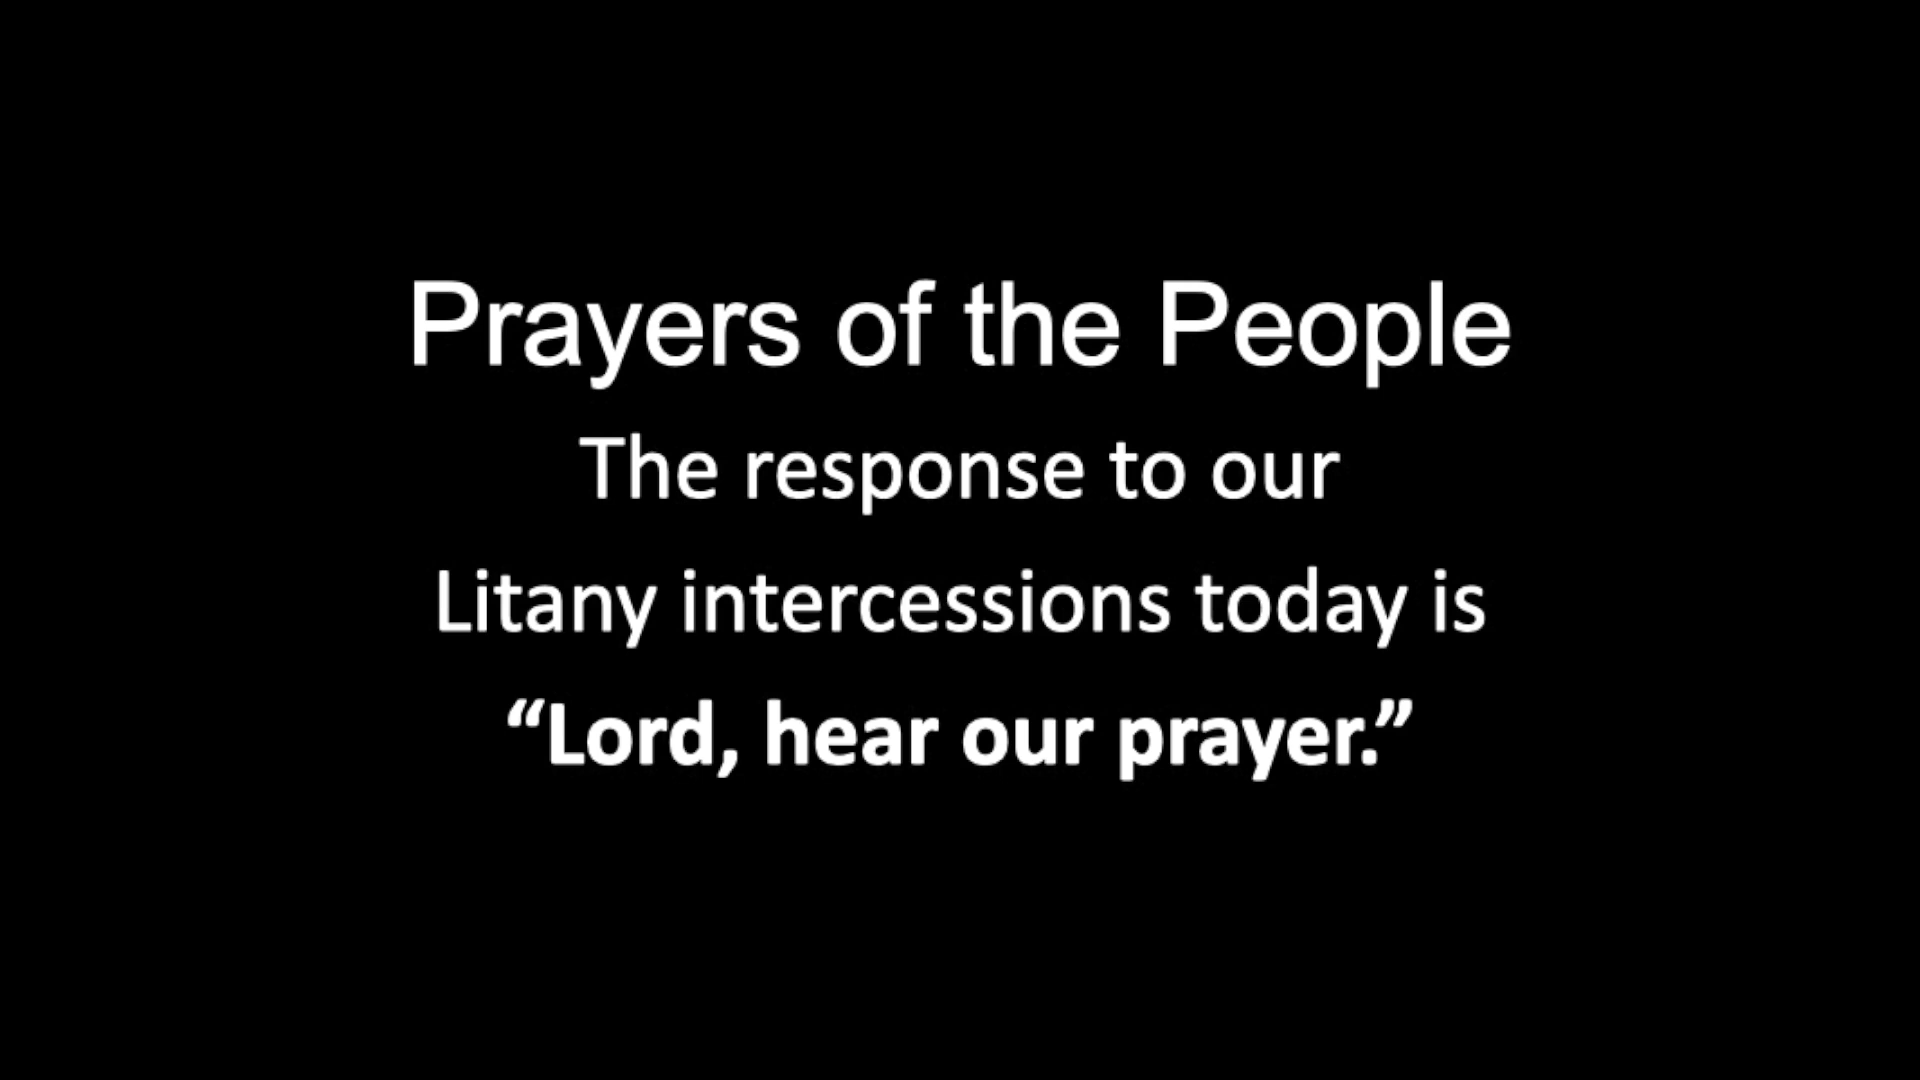 Prayers of the People
The response to our
Litany intercessions today is
“Lord, hear our prayer.”